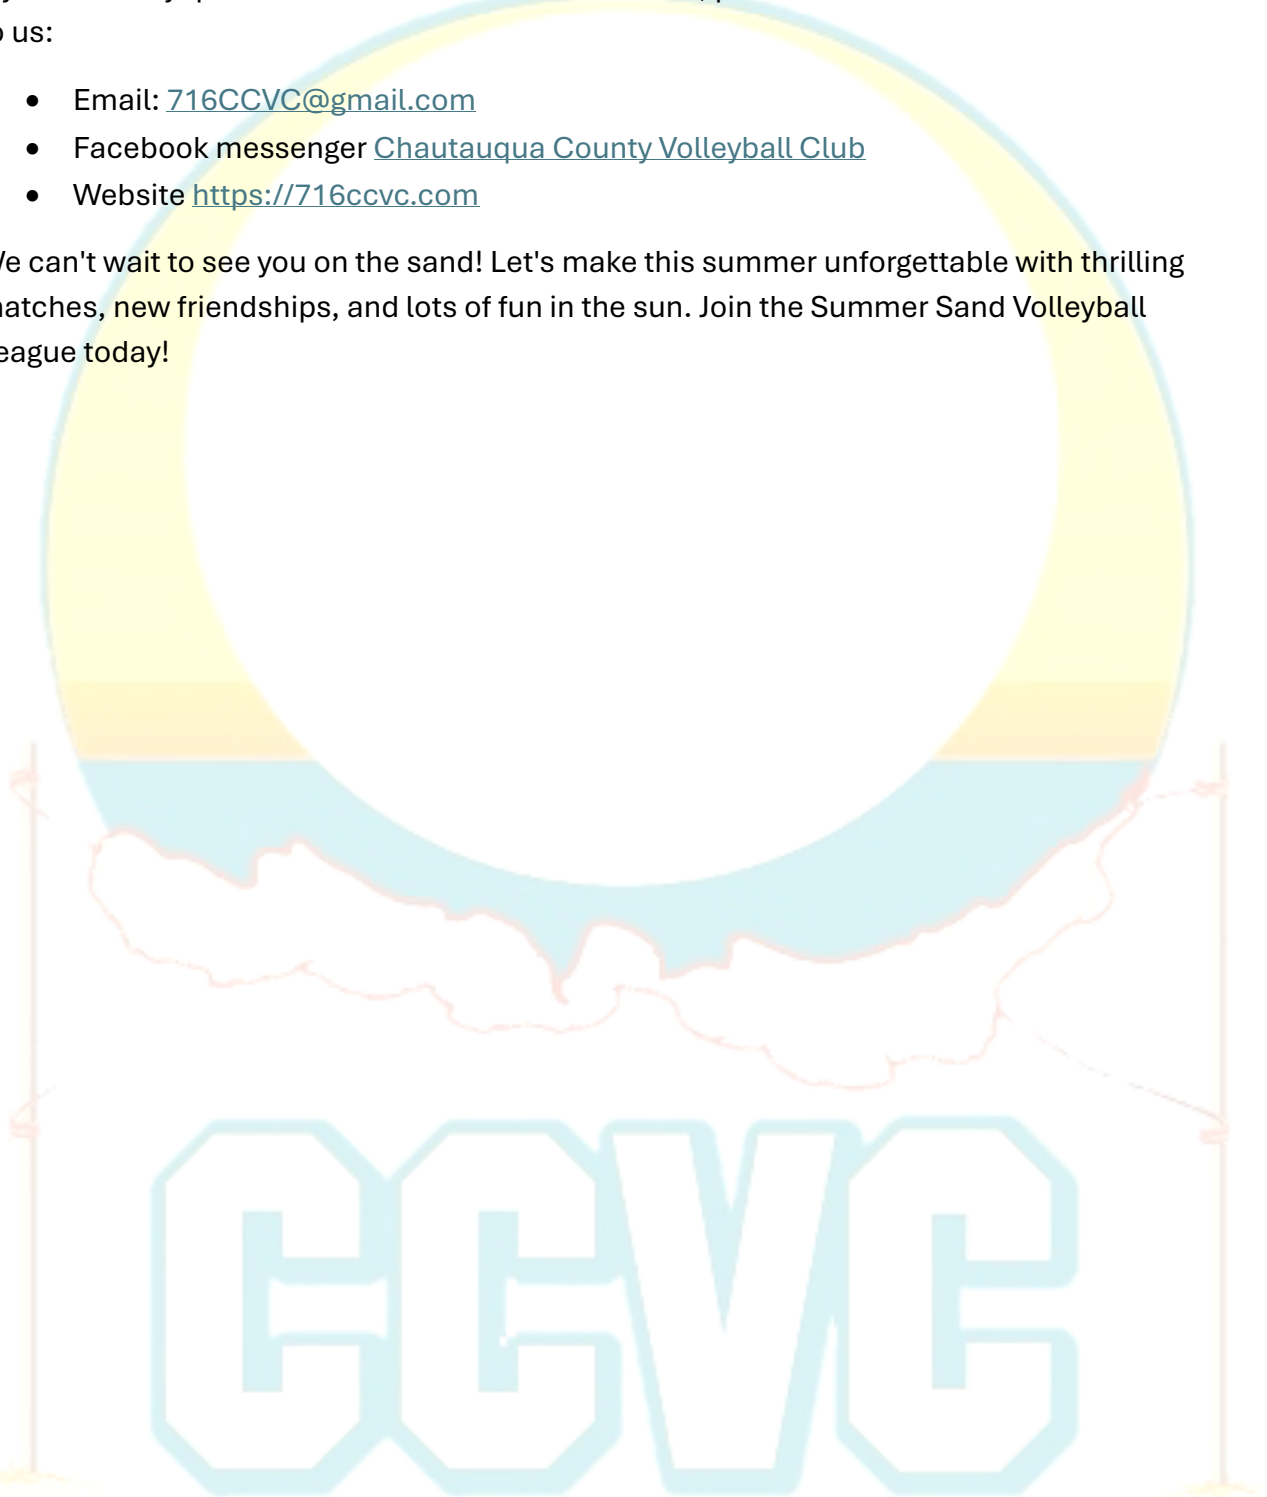 us:
• Email: 716CCVC@gmail.com
• Facebook messenger Chautauqua County Volleyball Club
• Website https://716ccvc.com
can't wait to see you on the sand! Let's make this summer unforgettable with thrilling
atches, new friendships, and lots of fun in the sun. Join the Summer Sand Volleyball
eague today!
CCVC